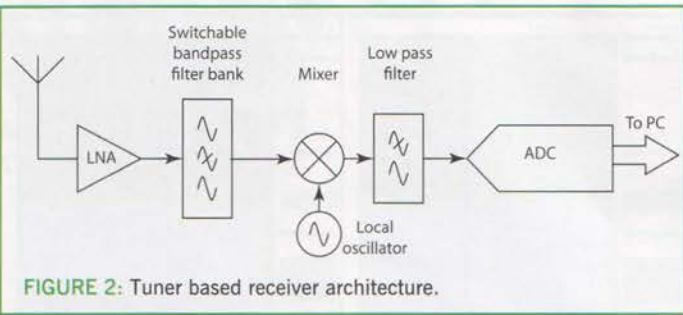 Switchable
bandpass
filter bank
Mixer
Low pass
filter
LNA
ADC
To PC
Local
oscillator
FIGURE 2: Tuner based receiver architecture.